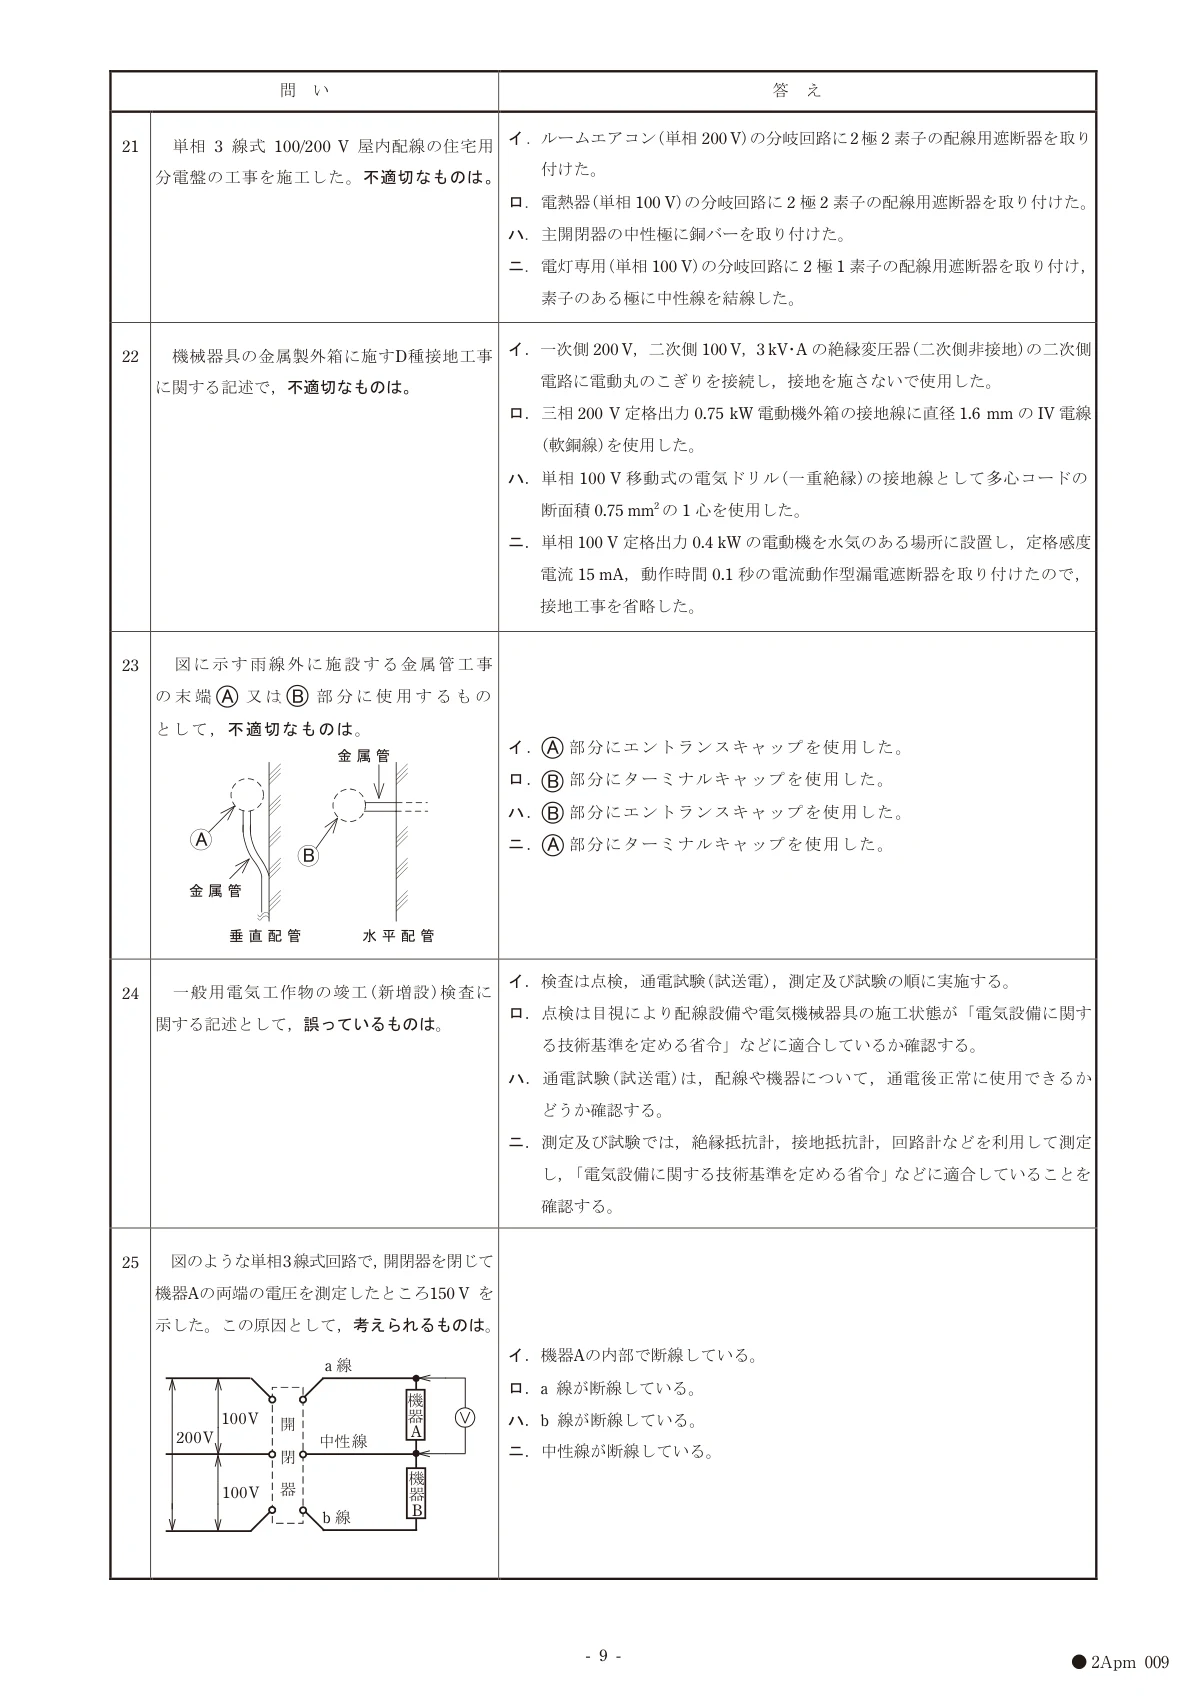 問　い
答　え
21
単相 3 線式 100/200 V 屋内配線の住宅用
分電盤の工事を施工した。不適切なものは。
イ．ルームエアコン(単相 200 V)の分岐回路に2極 2 素子の配線用遮断器を取り
付けた。
ロ．電熱器(単相 100 V)の分岐回路に 2 極 2 素子の配線用遮断器を取り付けた。
ハ．主開閉器の中性極に銅バーを取り付けた。
ニ．電灯専用(単相 100 V)の分岐回路に 2 極 1 素子の配線用遮断器を取り付け，
素子のある極に中性線を結線した。
22
機械器具の金属製外箱に施すD種接地工事
に関する記述で，不適切なものは。
イ．一次側 200 V，二次側 100 V，3 kV･A の絶縁変圧器(二次側非接地)の二次側
電路に電動丸のこぎりを接続し，接地を施さないで使用した。
ロ．三相 200 V 定格出力 0.75 kW 電動機外箱の接地線に直径 1.6 mm の IV 電線
(軟銅線)を使用した。
ハ．単相 100 V 移動式の電気ドリル(一重絶縁)の接地線として多心コードの
断面積 0.75 mm²の 1 心を使用した。
ニ．単相 100 V 定格出力 0.4 kW の電動機を水気のある場所に設置し，定格感度
電流 15 mA，動作時間 0.1 秒の電流動作型漏電遮断器を取り付けたので，
接地工事を省略した。
23
図に示す雨線外に施設する金属管工事
の末端 Ⓐ 又は Ⓑ 部分に使用するもの
として，不適切なものは。
金属管
Ⓐ
Ⓑ
金属管
垂直配管
水平配管
イ．Ⓐ 部分にエントランスキャップを使用した。
ロ．Ⓑ 部分にターミナルキャップを使用した。
ハ．Ⓑ 部分にエントランスキャップを使用した。
ニ．Ⓐ 部分にターミナルキャップを使用した。
24
一般用電気工作物の竣工(新増設)検査に
関する記述として，誤っているものは。
イ．検査は点検，通電試験(試送電)，測定及び試験の順に実施する。
ロ．点検は目視により配線設備や電気機械器具の施工状態が「電気設備に関す
る技術基準を定める省令」などに適合しているか確認する。
ハ．通電試験(試送電)は，配線や機器について，通電後正常に使用できるか
どうか確認する。
ニ．測定及び試験では，絶縁抵抗計，接地抵抗計，回路計などを利用して測定
し，「電気設備に関する技術基準を定める省令」などに適合していることを
確認する。
25
図のような単相3線式回路で，開閉器を閉じて
機器Aの両端の電圧を測定したところ150 V を
示した。この原因として，考えられるものは。
a 線
100V
200V
開閉器
機器A
V
中性線
100V
機器B
b 線
イ．機器Aの内部で断線している。
ロ．a 線が断線している。
ハ．b 線が断線している。
ニ．中性線が断線している。
- 9 -
● 2Apm 009